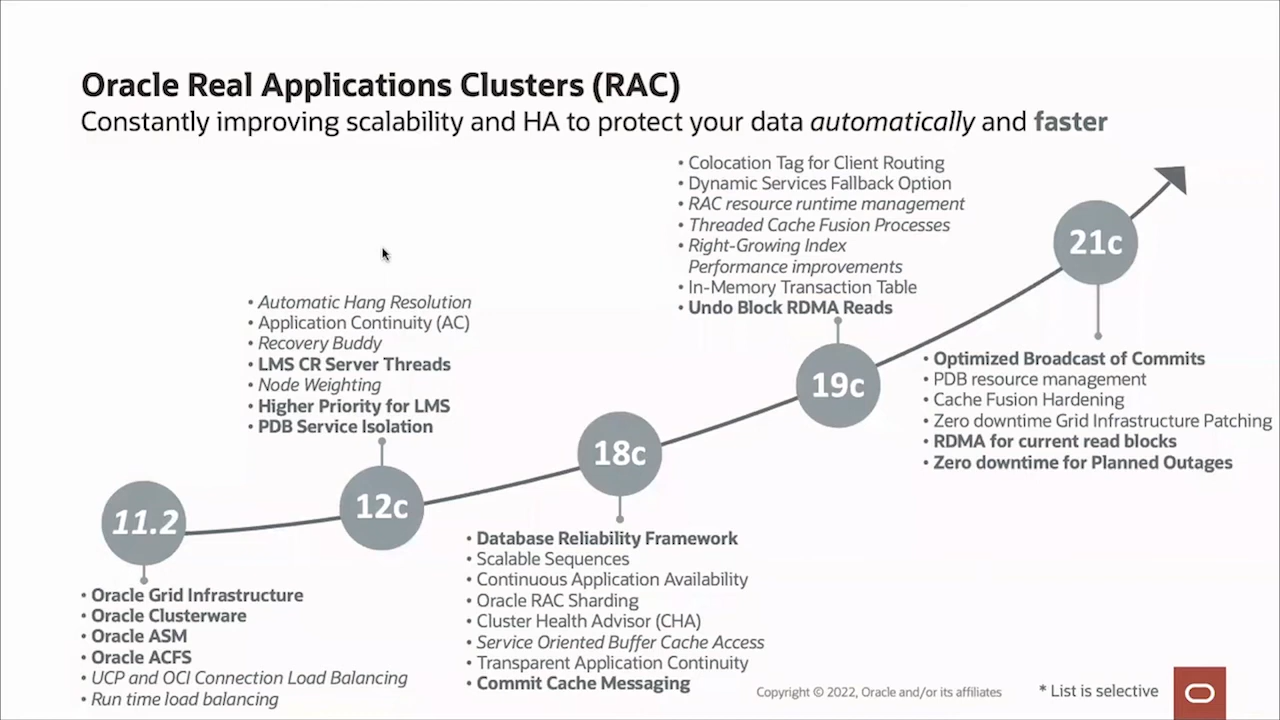 Oracle Real Applications Clusters (RAC)
Constantly improving scalability and HA to protect your data automatically and faster
11.2
• Oracle Grid Infrastructure
• Oracle Clusterware
• Oracle ASM
• Oracle ACFS
• UCP and OCI Connection Load Balancing
• Run time load balancing
• Automatic Hang Resolution
• Application Continuity (AC)
• Recovery Buddy
• LMS CR Server Threads
• Node Weighting
• Higher Priority for LMS
• PDB Service Isolation
12c
18c
• Database Reliability Framework
• Scalable Sequences
• Continuous Application Availability
• Oracle RAC Sharding
• Cluster Health Advisor (CHA)
• Service Oriented Buffer Cache Access
• Transparent Application Continuity
• Commit Cache Messaging
• Colocation Tag for Client Routing
• Dynamic Services Fallback Option
• RAC resource runtime management
• Threaded Cache Fusion Processes
• Right-Growing Index
Performance improvements
• In-Memory Transaction Table
• Undo Block RDMA Reads
19c
21c
• Optimized Broadcast of Commits
• PDB resource management
• Cache Fusion Hardening
• Zero downtime Grid Infrastructure Patching
• RDMA for current read blocks
• Zero downtime for Planned Outages
Copyright © 2022, Oracle and/or its affiliates
* List is selective